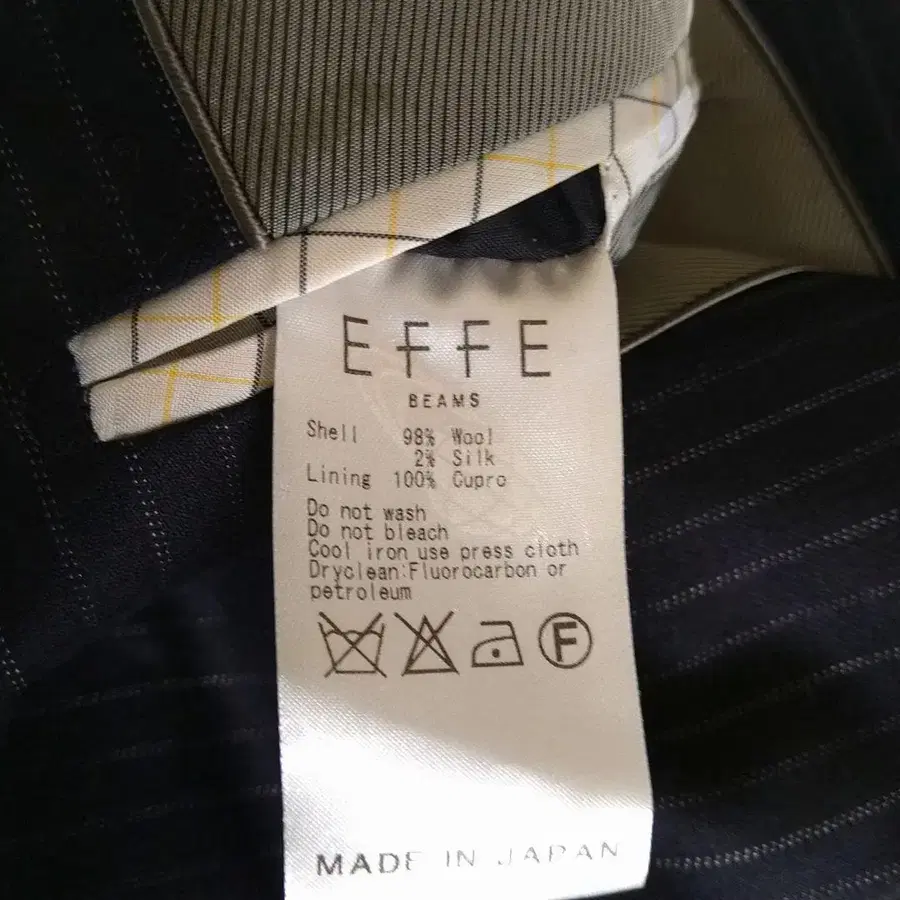 EFFE
BEAMS
Shell 98% Wool
2% Silk
Lining 100% Cupro
Do not wash
Do not bleach
Cool iron use press cloth
Dryclean:Fluorocarbon or
petroleum
F
MADE IN JAPAN